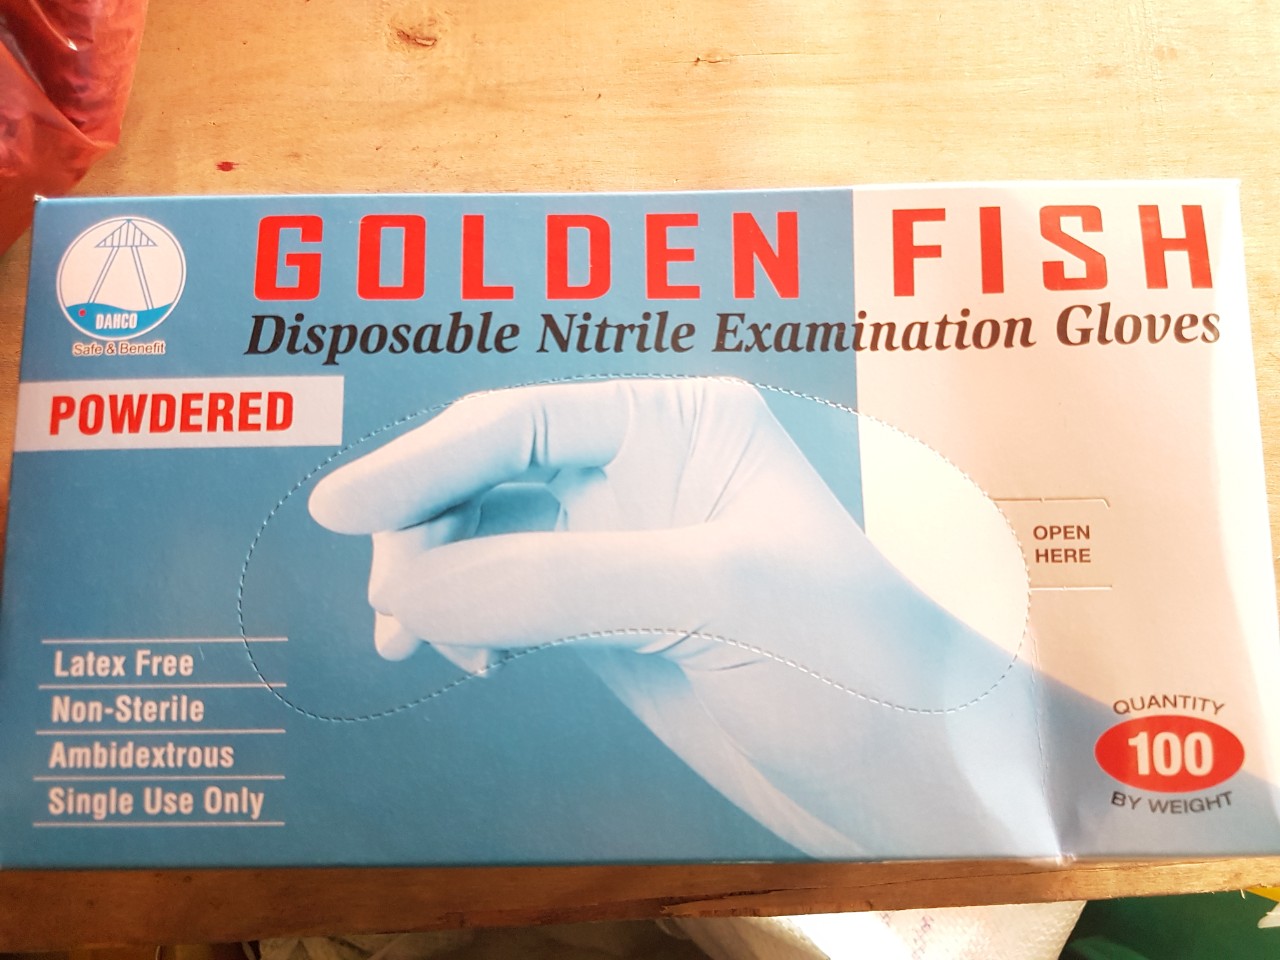 GOLDEN FISH
Disposable Nitrile Examination Gloves
DAHCO
Safe & Benefit
POWDERED
OPEN
HERE
Latex Free
Non-Sterile
Ambidextrous
Single Use Only
QUANTITY
100
BY WEIGHT